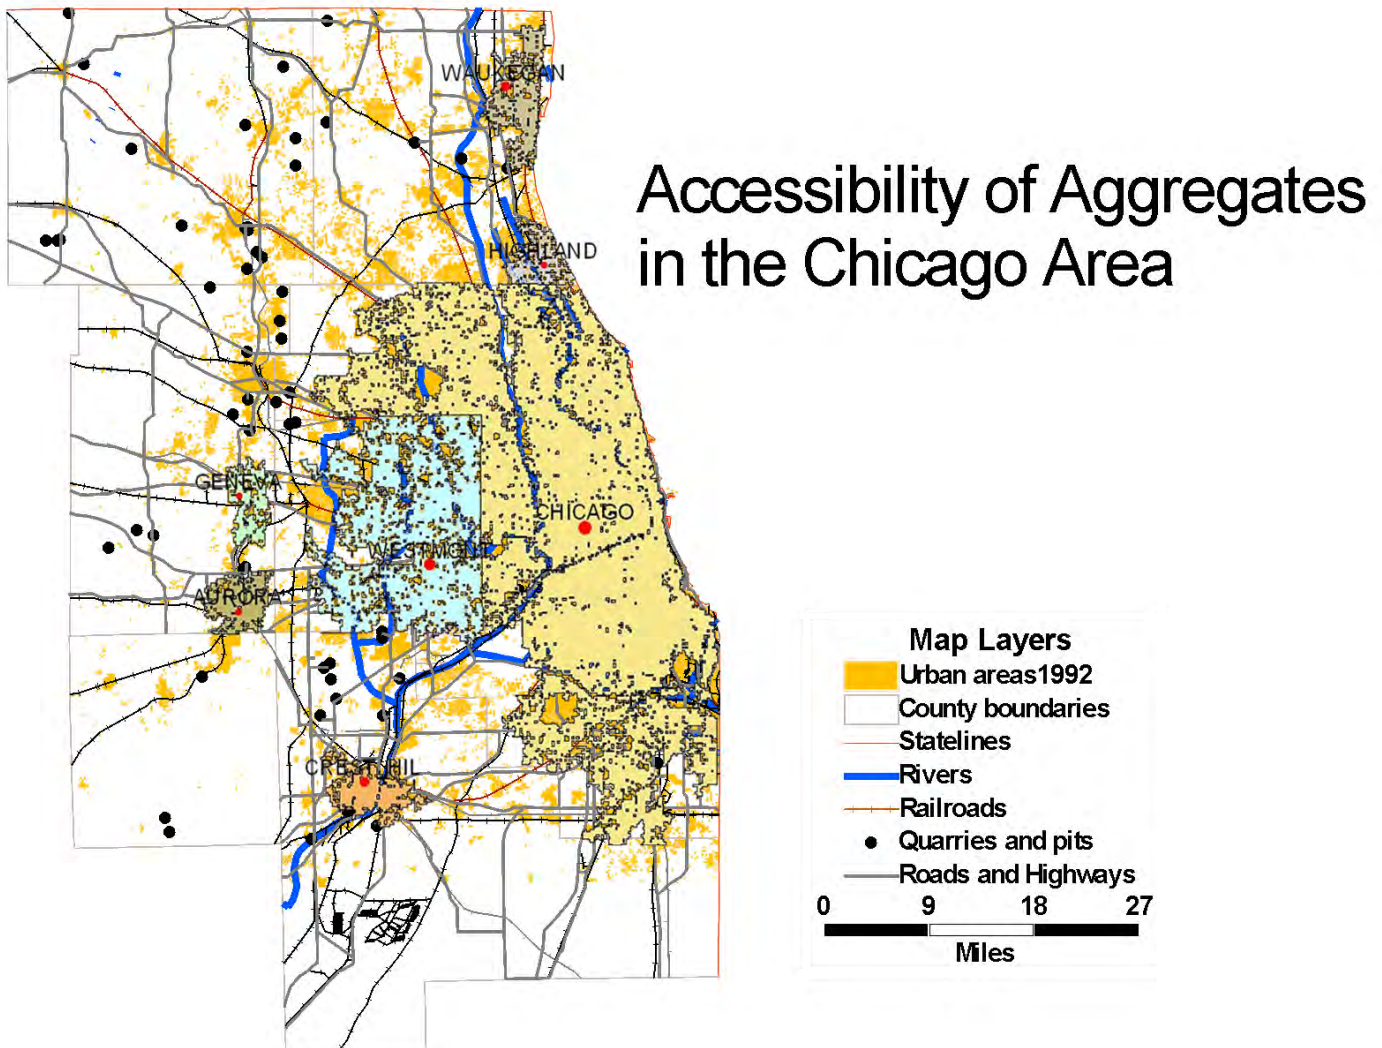 Accessibility of Aggregates
in the Chicago Area
WAUKEGAN
HIGHLAND
GENEVA
CHICAGO
WESTMONT
AURORA
CREST HIL
Map Layers
Urban areas1992
County boundaries
Statelines
Rivers
Railroads
Quarries and pits
Roads and Highways
0 9 18 27
Miles